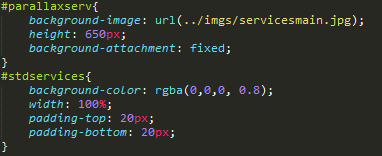 #parallaxserv{
background-image: url(../imgs/servicesmain.jpg);
height: 650px;
background-attachment: fixed;
}
#stdservices{
background-color: rgba(0,0,0, 0.8);
width: 100%;
padding-top: 20px;
padding-bottom: 20px;
}